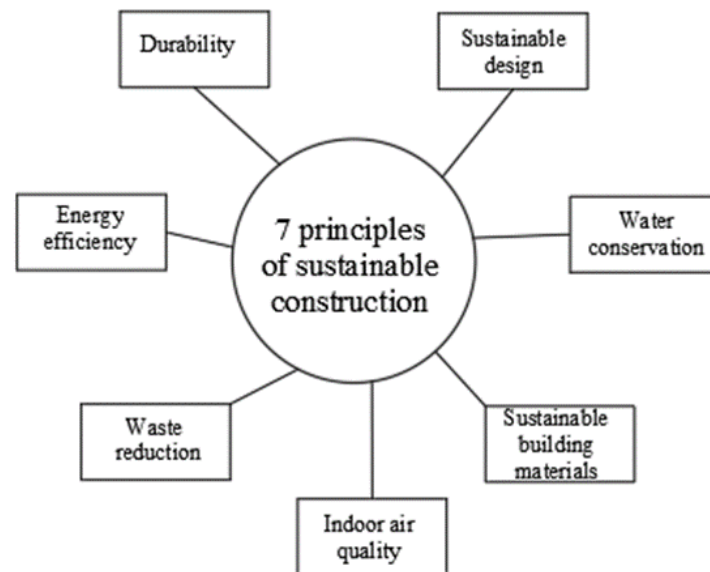 Durability
Sustainable
design
Energy
efficiency
7 principles
of sustainable
construction
Water
conservation
Waste
reduction
Sustainable
building
materials
Indoor air
quality